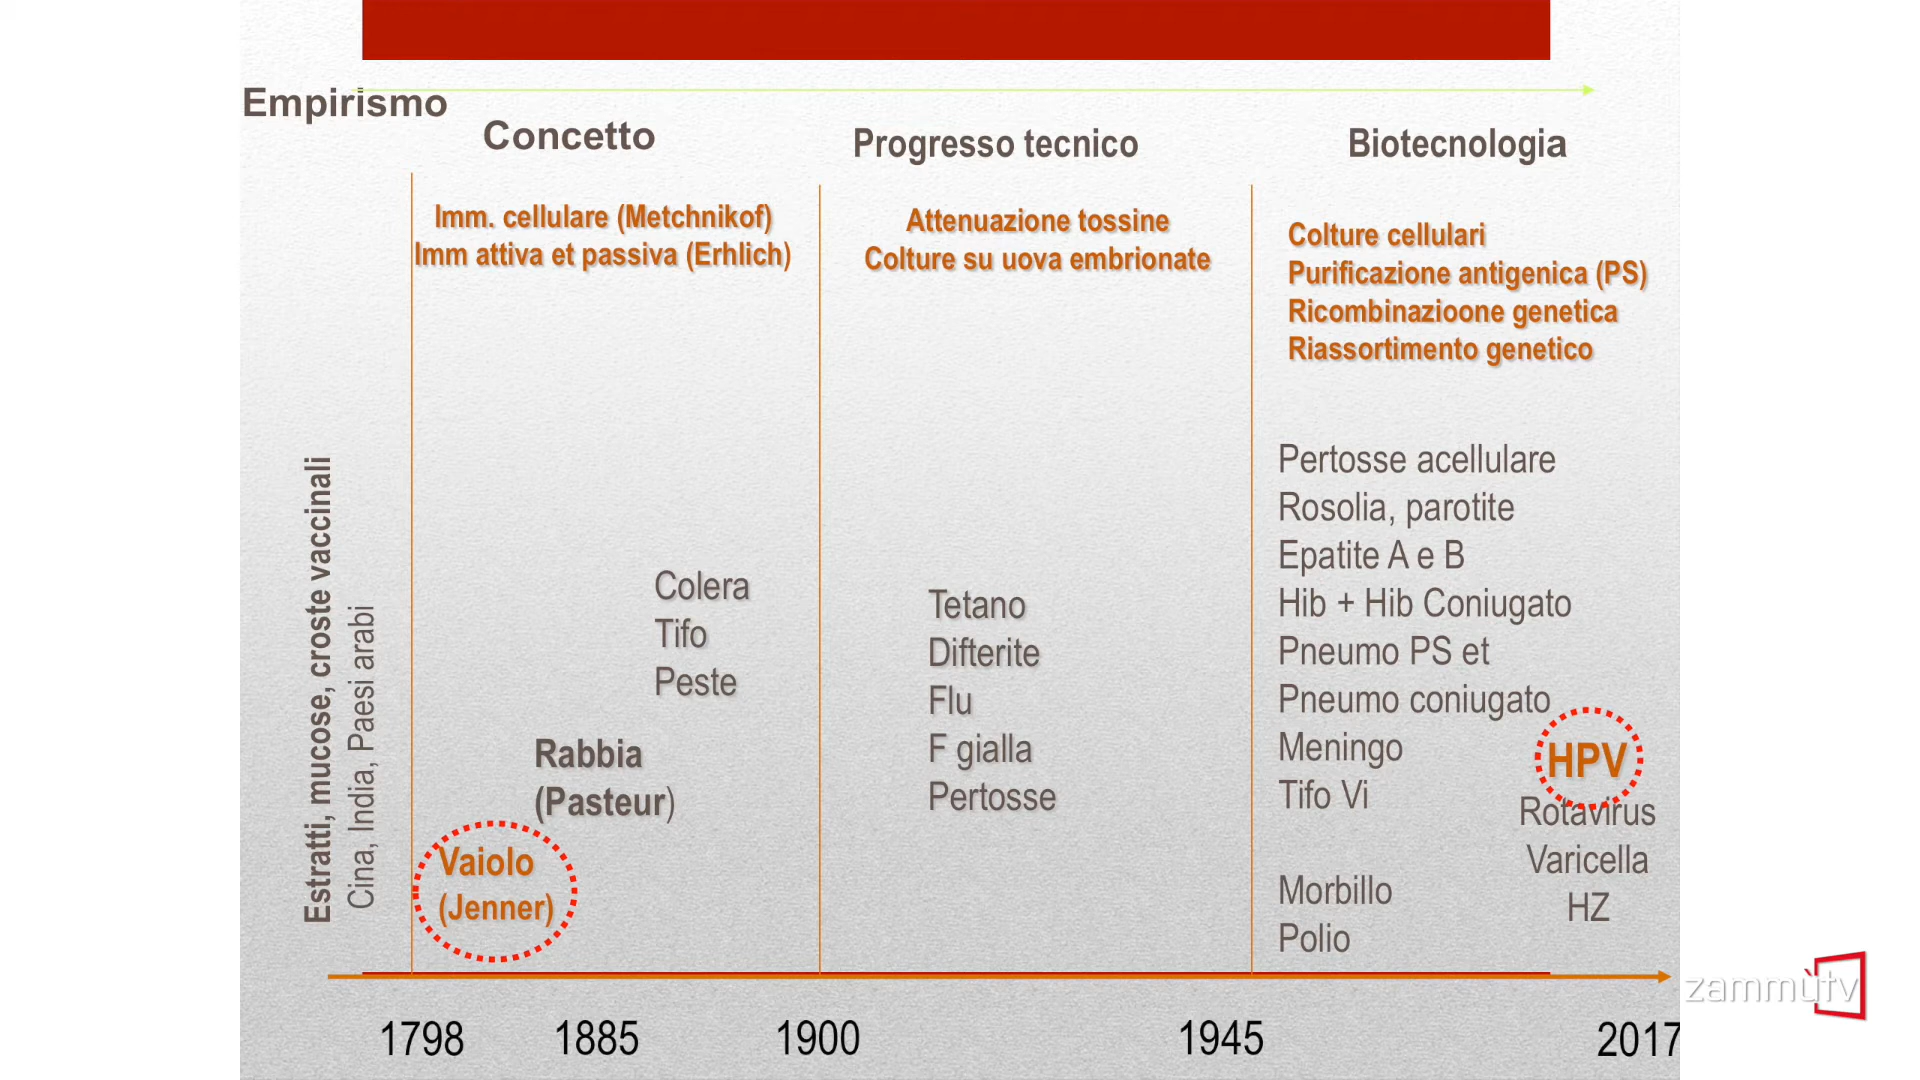 Empirismo
Concetto
Progresso tecnico
Biotecnologia
Imm. cellulare (Metchnikof)
Imm attiva et passiva (Erhlich)
Attenuazione tossine
Colture su uova embrionate
Colture cellulari
Purificazione antigenica (PS)
Ricombinazioone genetica
Riassortimento genetico
Estratti, mucose, croste vaccinali
Cina, India, Paesi arabi
Vaiolo
(Jenner)
Rabbia
(Pasteur)
Colera
Tifo
Peste
Tetano
Difterite
Flu
F gialla
Pertosse
Pertosse acellulare
Rosolia, parotite
Epatite A e B
Hib + Hib Coniugato
Pneumo PS et
Pneumo coniugato
Meningo
Tifo Vi
Morbillo
Polio
HPV
Rotavirus
Varicella
HZ
1798
1885
1900
1945
2017
zammùtv